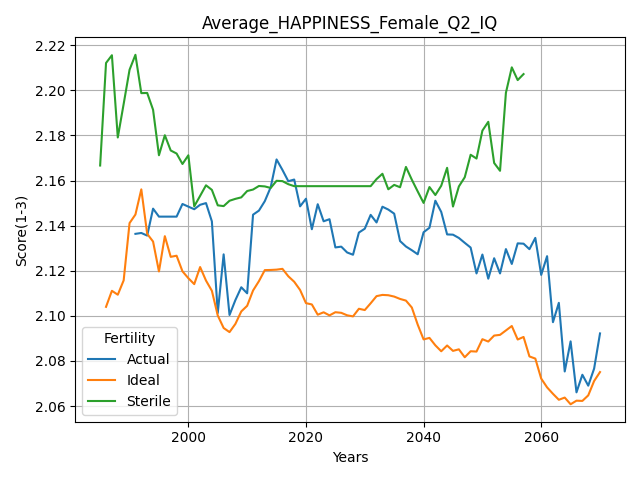 Average_HAPPINESS_Female_Q2_IQ
2.22
2.20
2.18
2.16
2.14
2.12
2.10
2.08
2.06
Score(1-3)
Fertility
Actual
Ideal
Sterile
2000 2020 2040 2060
Years